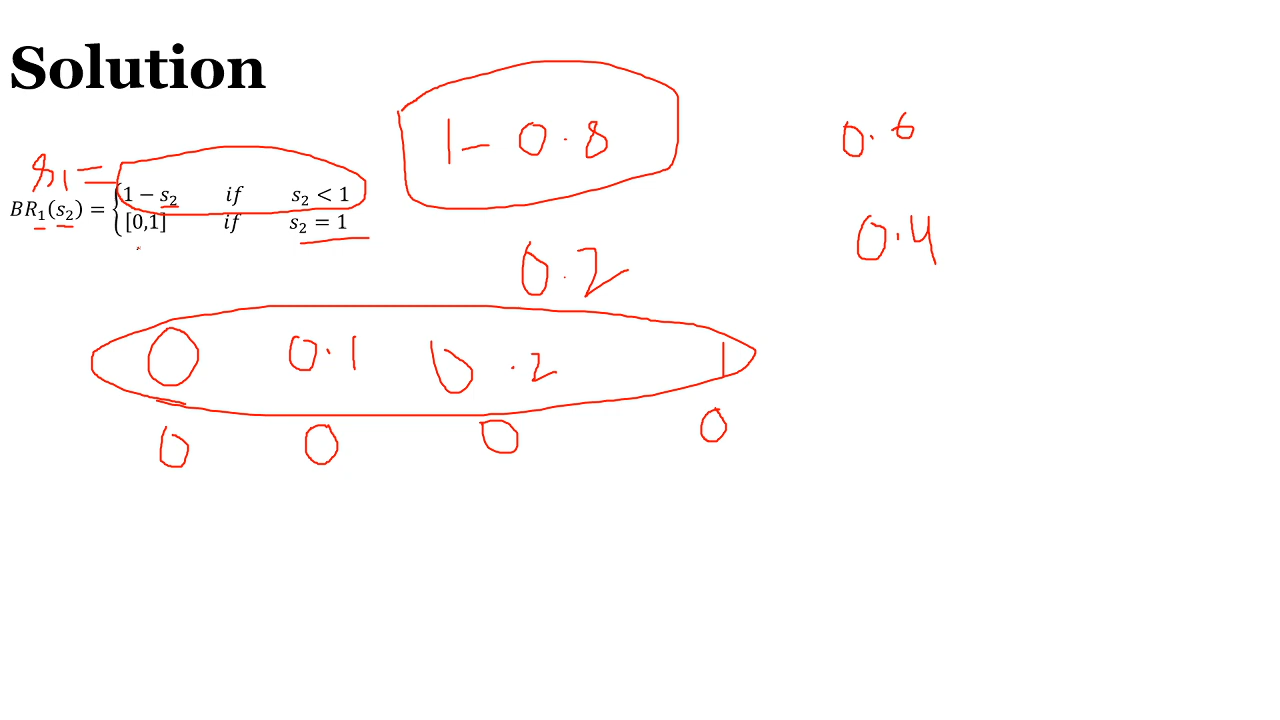 Solution
1 - 0.8
0.6
s₁ =
BR₁(s₂) = { 1 − s₂ if s₂ < 1
[0,1] if s₂ = 1
0.4
0.2
0 0.1 0.2 1
0 0 0 0